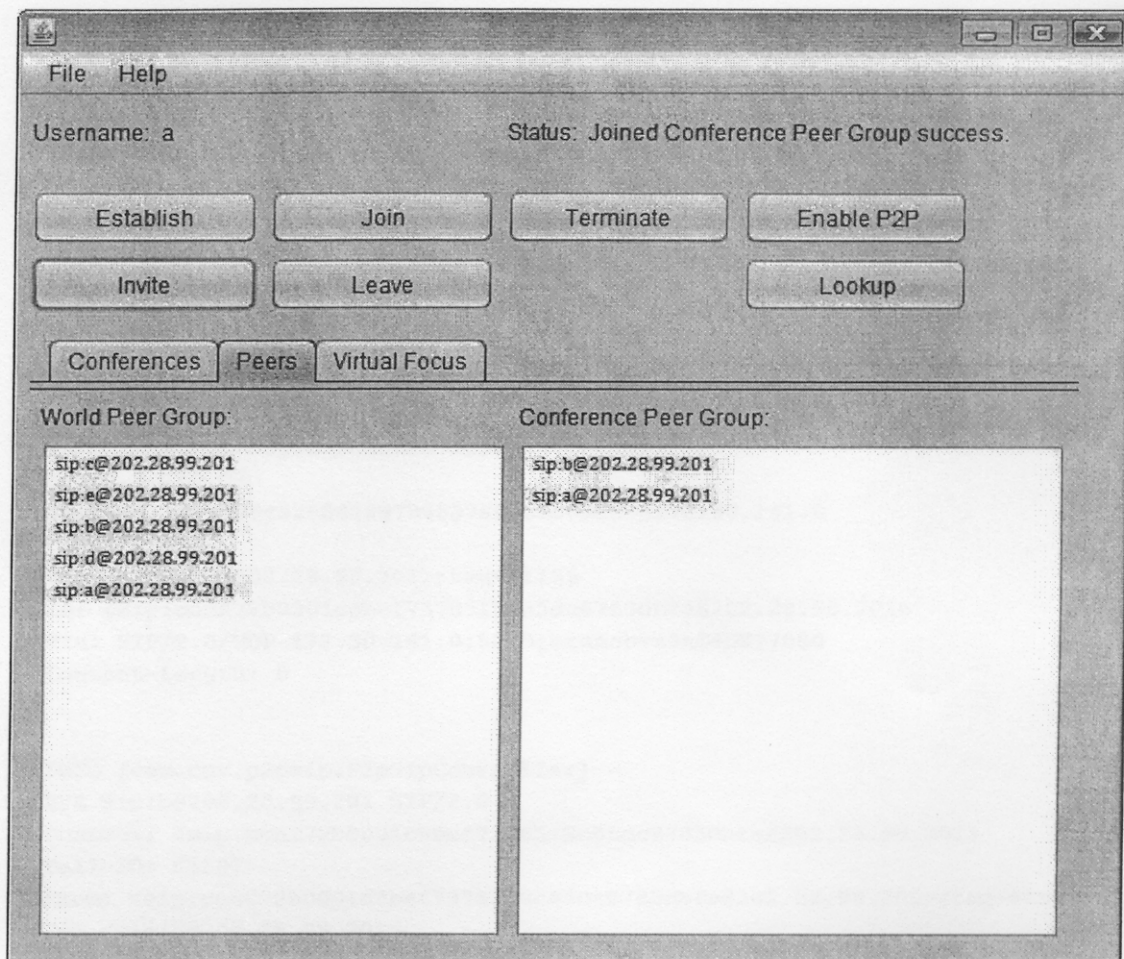 File Help
Username: a Status: Joined Conference Peer Group success.
Establish Join Terminate Enable P2P
Invite Leave Lookup
Conferences Peers Virtual Focus
World Peer Group: Conference Peer Group:
sip:c@202.28.99.201 sip:b@202.28.99.201
sip:e@202.28.99.201 sip:a@202.28.99.201
sip:b@202.28.99.201
sip:d@202.28.99.201
sip:a@202.28.99.201